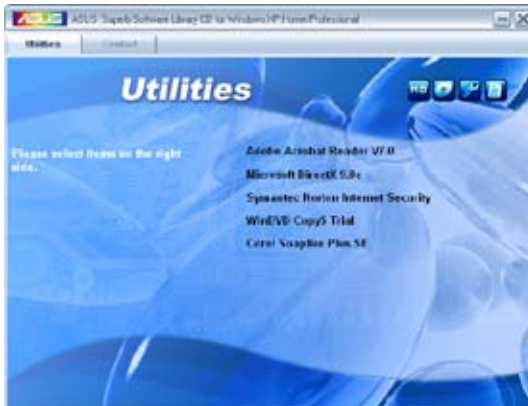 ASUS Superb Software Library CD for Windows XP Home/Professional
Utilities Contact
Utilities
Please select items on the right
side.
Adobe Acrobat Reader V7.0
Microsoft DirectX 9.0c
Symantec Norton Internet Security
WinDVD Copy5 Trial
Corel Snapfire Plus SE